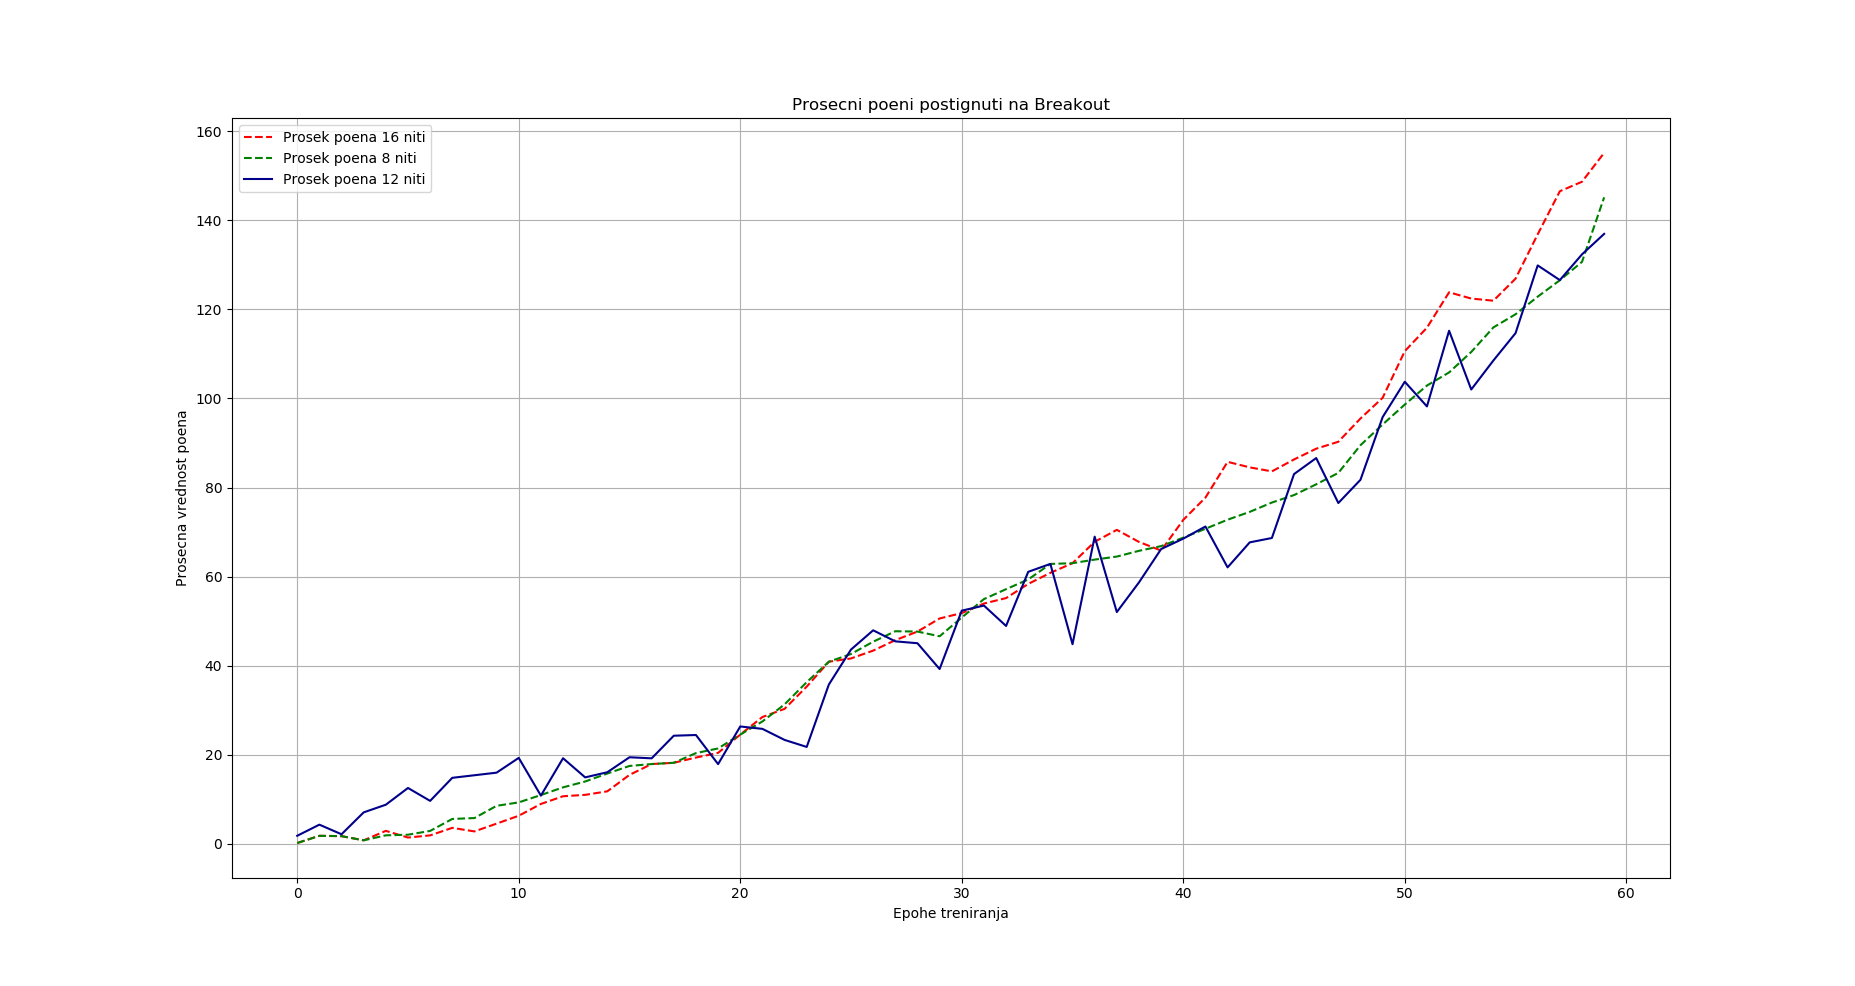 Prosecni poeni postignuti na Breakout
Prosek poena 16 niti
Prosek poena 8 niti
Prosek poena 12 niti
Prosecna vrednost poena
160
140
120
100
80
60
40
20
0
0 10 20 30 40 50 60
Epohe treniranja